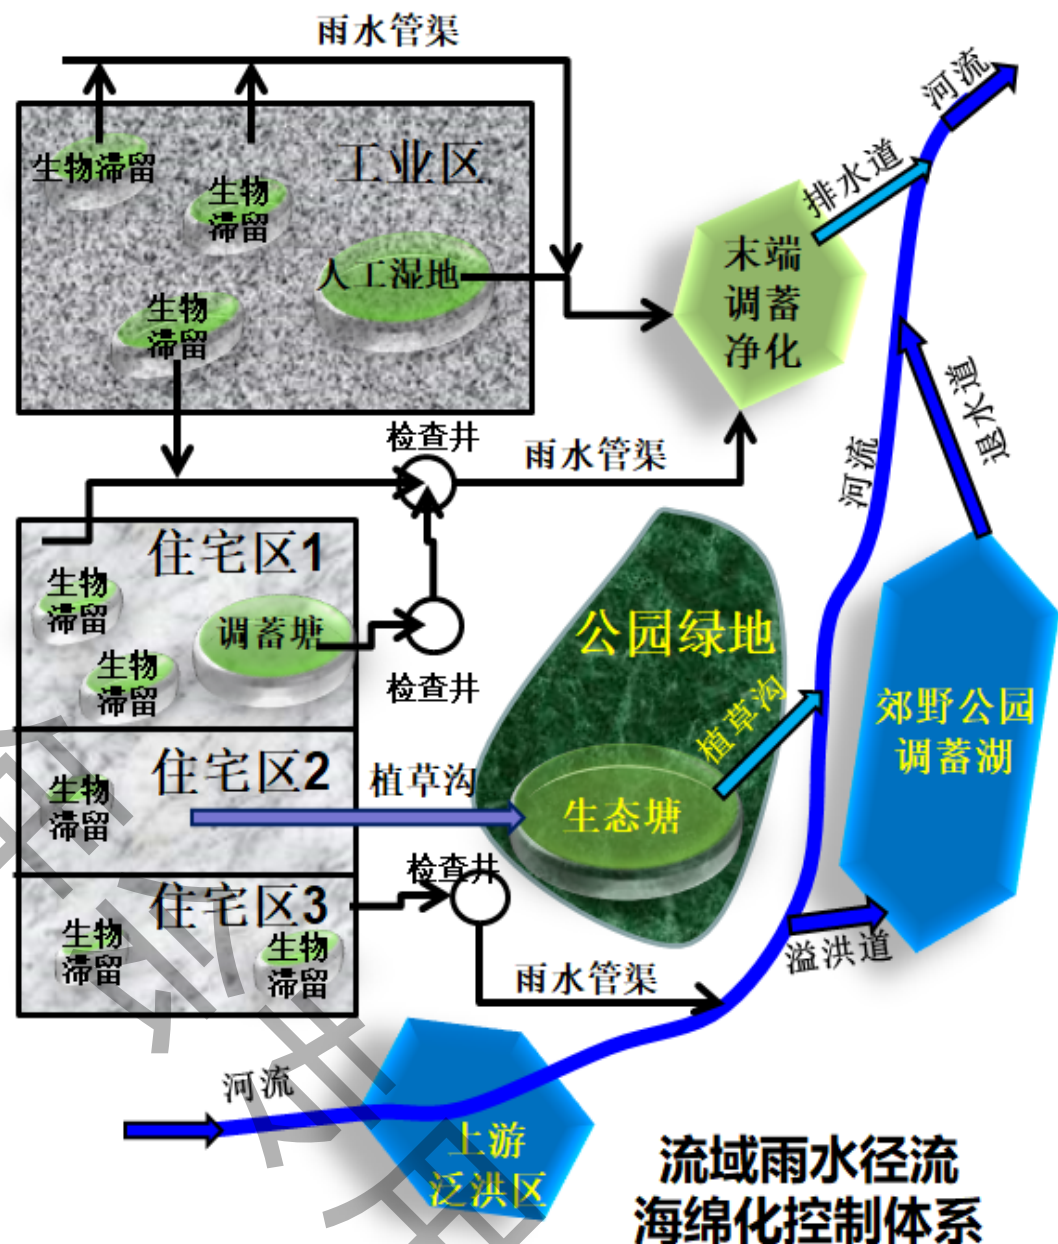 雨水管渠
河流
工业区
生物滞留
生物
滞留
排水道
人工湿地
末端
调蓄
净化
生物
滞留
退水道
检查井
雨水管渠
河流
住宅区1
生物
滞留
调蓄塘
公园绿地
生物
滞留
检查井
植草沟
郊野公园
调蓄湖
住宅区2
植草沟
生物
滞留
生态塘
检查井
住宅区3
生物
滞留
生物
滞留
溢洪道
雨水管渠
河流
上游
泛洪区
流域雨水径流
海绵化控制体系